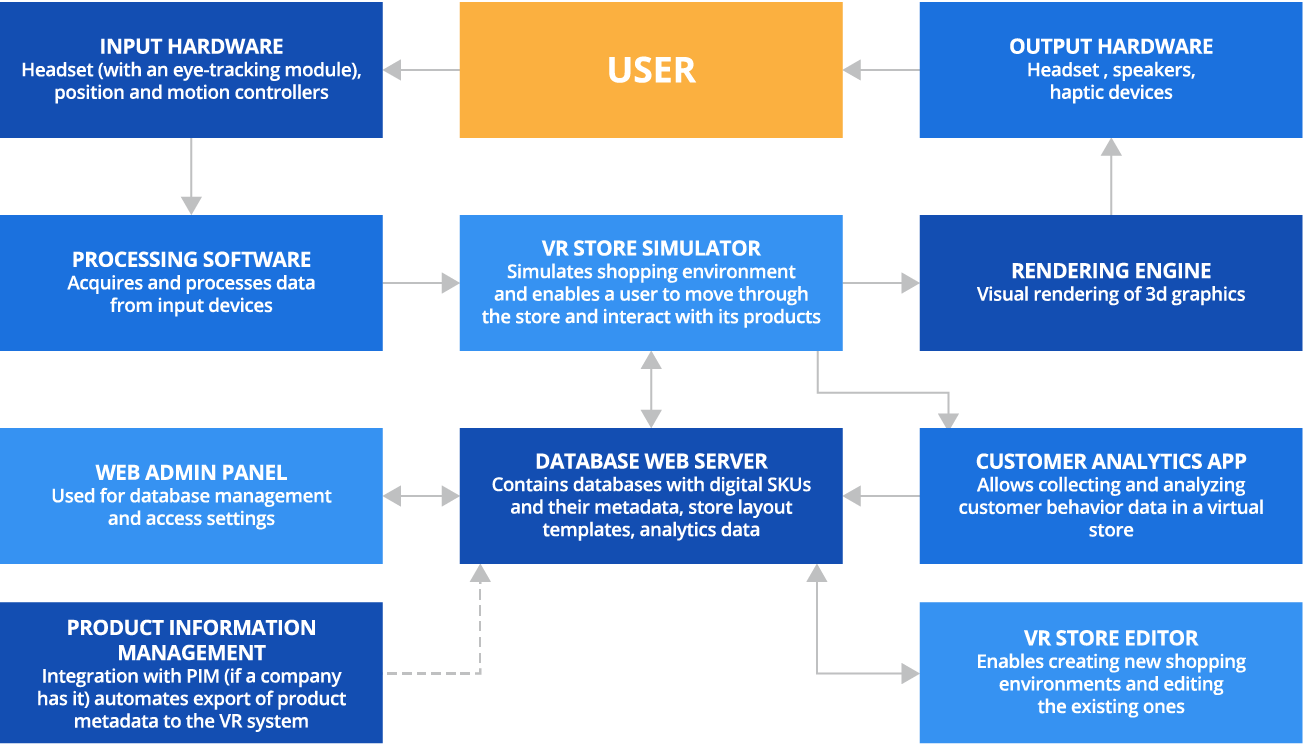 INPUT HARDWARE
Headset (with an eye-tracking module),
position and motion controllers
USER
OUTPUT HARDWARE
Headset , speakers,
haptic devices
PROCESSING SOFTWARE
Acquires and processes data
from input devices
VR STORE SIMULATOR
Simulates shopping environment
and enables a user to move through
the store and interact with its products
RENDERING ENGINE
Visual rendering of 3d graphics
WEB ADMIN PANEL
Used for database management
and access settings
DATABASE WEB SERVER
Contains databases with digital SKUs
and their metadata, store layout
templates, analytics data
CUSTOMER ANALYTICS APP
Allows collecting and analyzing
customer behavior data in a virtual
store
PRODUCT INFORMATION
MANAGEMENT
Integration with PIM (if a company
has it) automates export of product
metadata to the VR system
VR STORE EDITOR
Enables creating new shopping
environments and editing
the existing ones